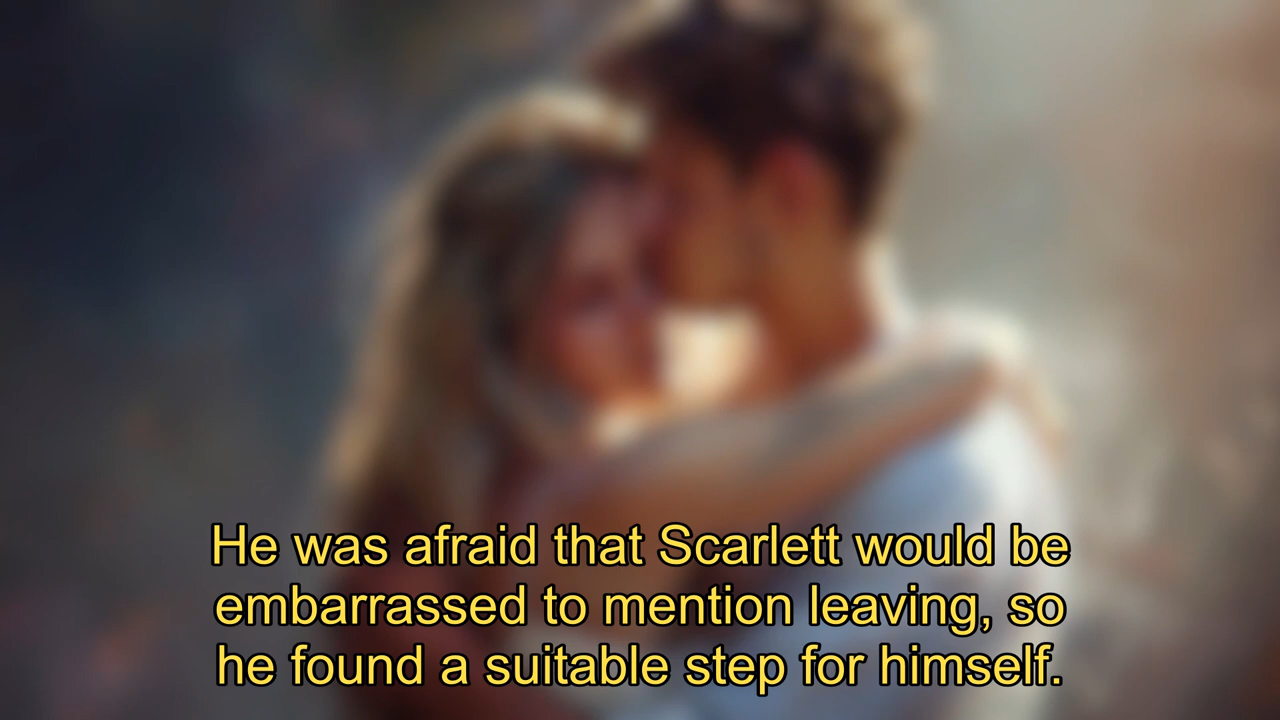 He was afraid that Scarlett would be
embarrassed to mention leaving, so
he found a suitable step for himself.